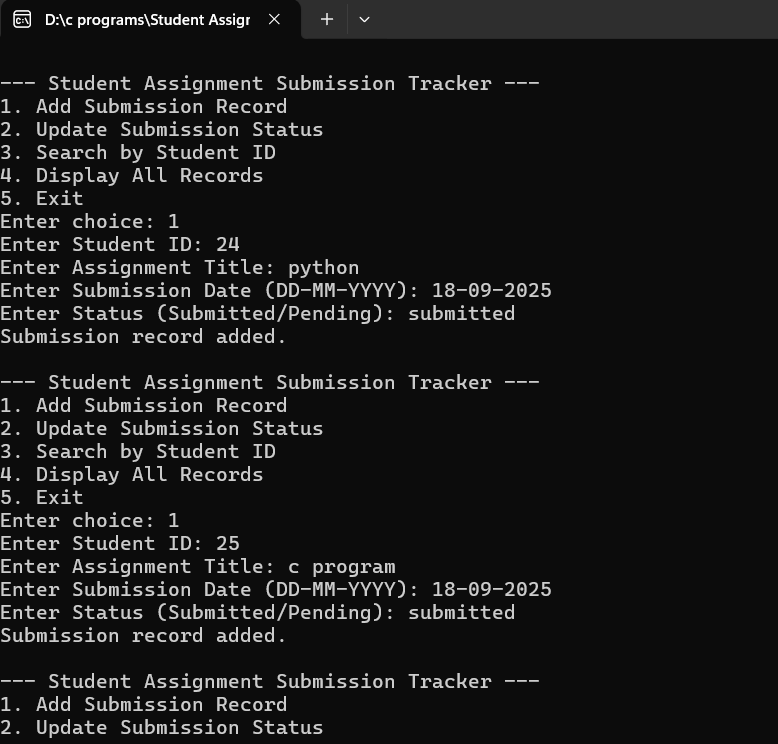 D:\c programs\Student Assigr
--- Student Assignment Submission Tracker ---
1. Add Submission Record
2. Update Submission Status
3. Search by Student ID
4. Display All Records
5. Exit
Enter choice: 1
Enter Student ID: 24
Enter Assignment Title: python
Enter Submission Date (DD-MM-YYYY): 18-09-2025
Enter Status (Submitted/Pending): submitted
Submission record added.
--- Student Assignment Submission Tracker ---
1. Add Submission Record
2. Update Submission Status
3. Search by Student ID
4. Display All Records
5. Exit
Enter choice: 1
Enter Student ID: 25
Enter Assignment Title: c program
Enter Submission Date (DD-MM-YYYY): 18-09-2025
Enter Status (Submitted/Pending): submitted
Submission record added.
--- Student Assignment Submission Tracker ---
1. Add Submission Record
2. Update Submission Status